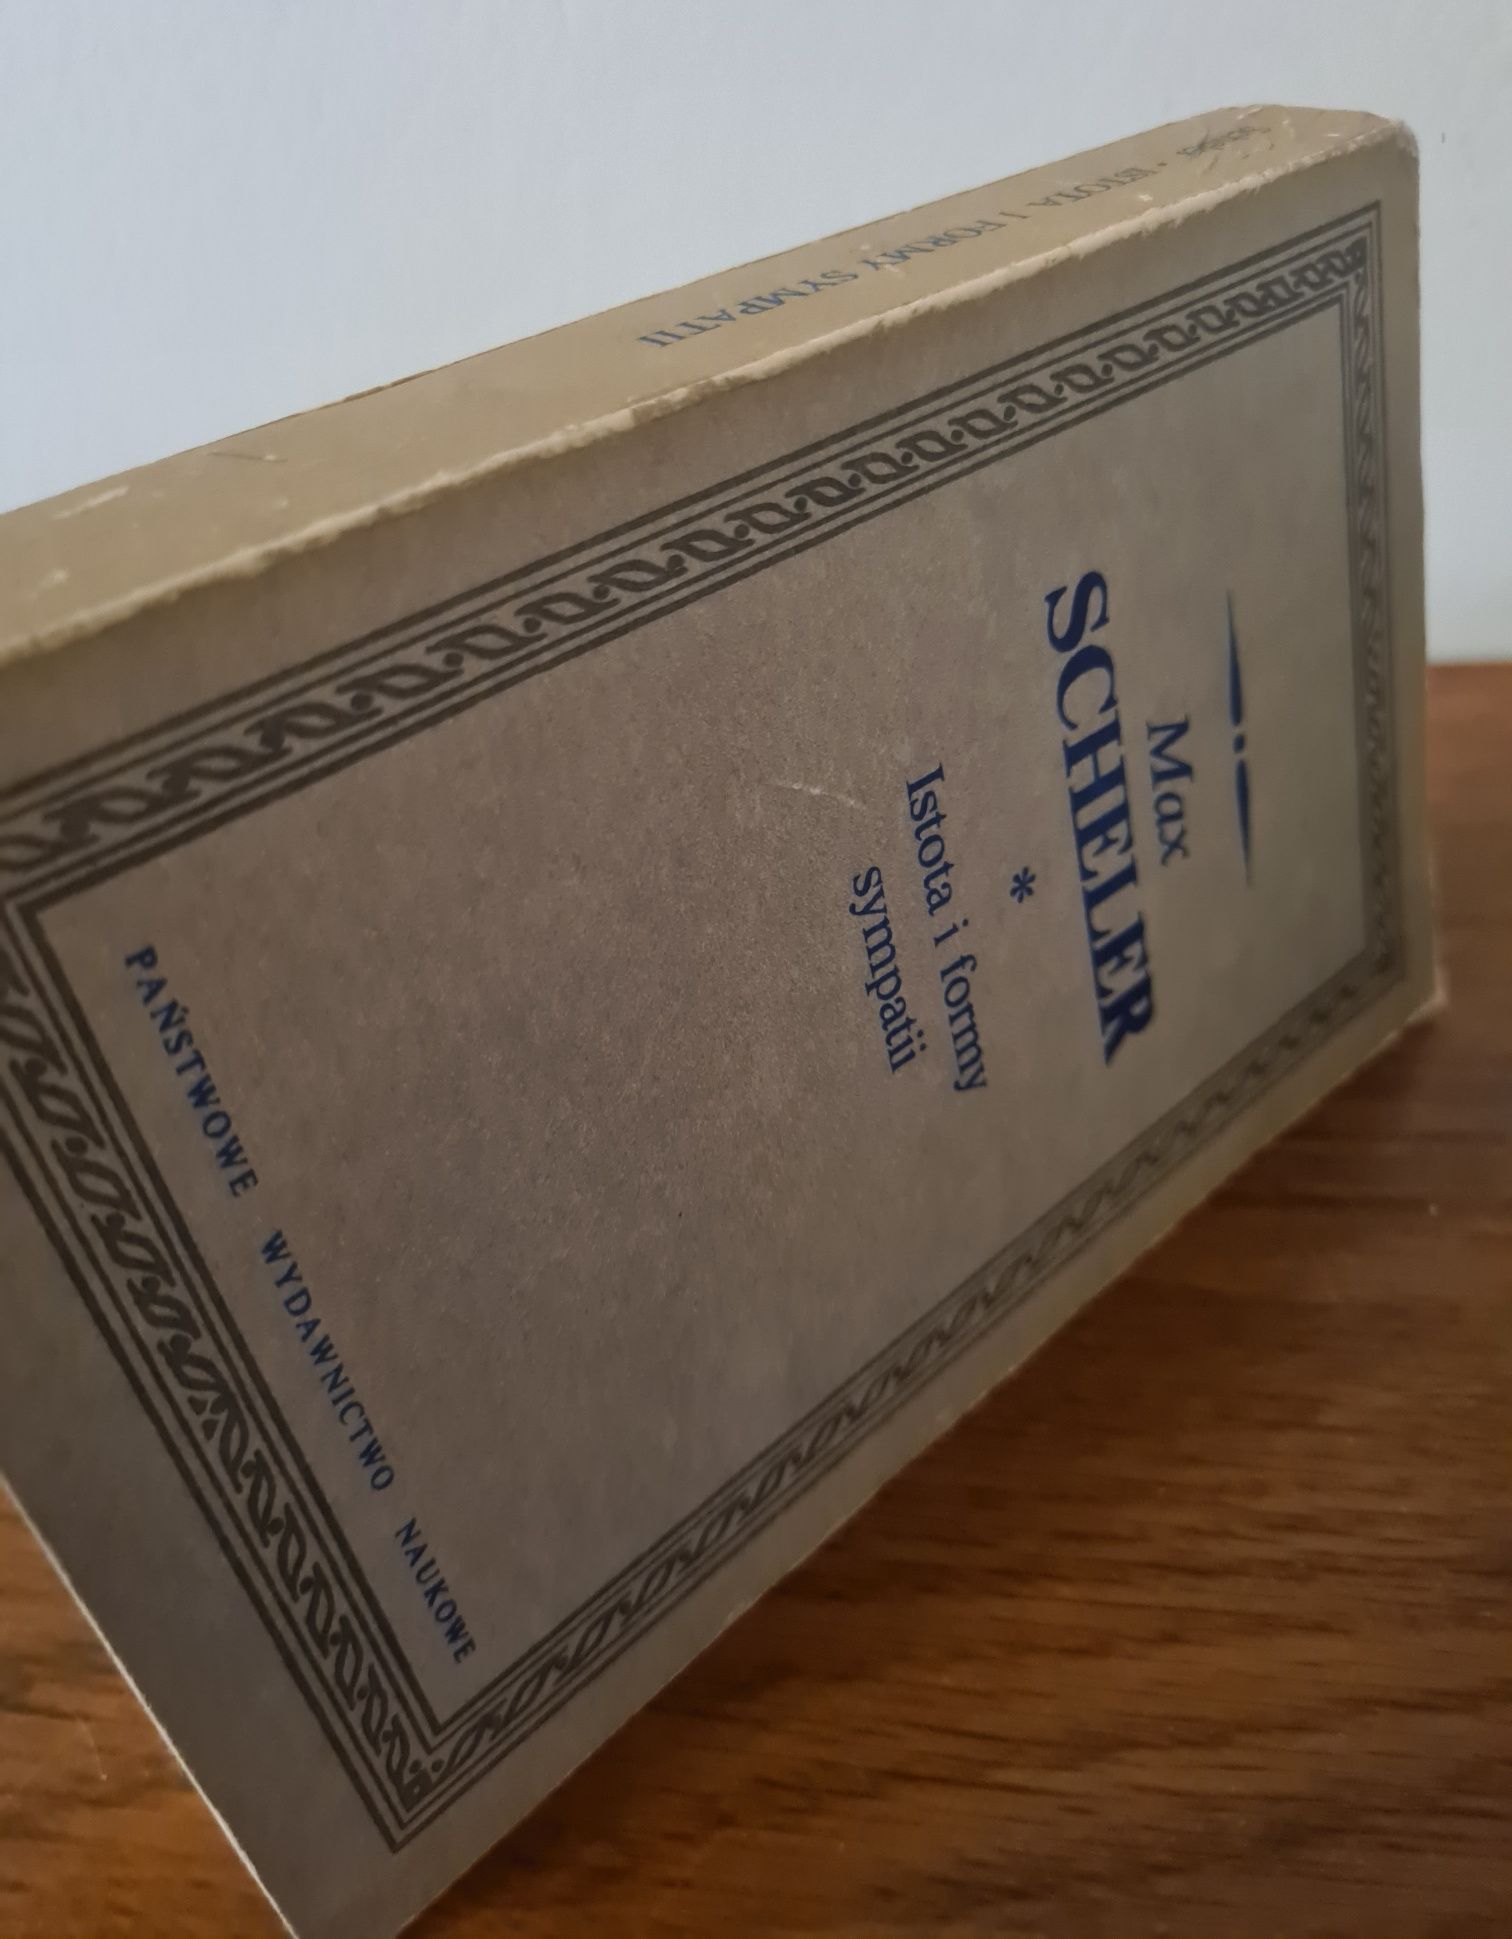 Max
SCHELER
*
Istota i formy
sympatii
PAŃSTWOWE WYDAWNICTWO NAUKOWE
ISTOTA I FORMY SYMPATII